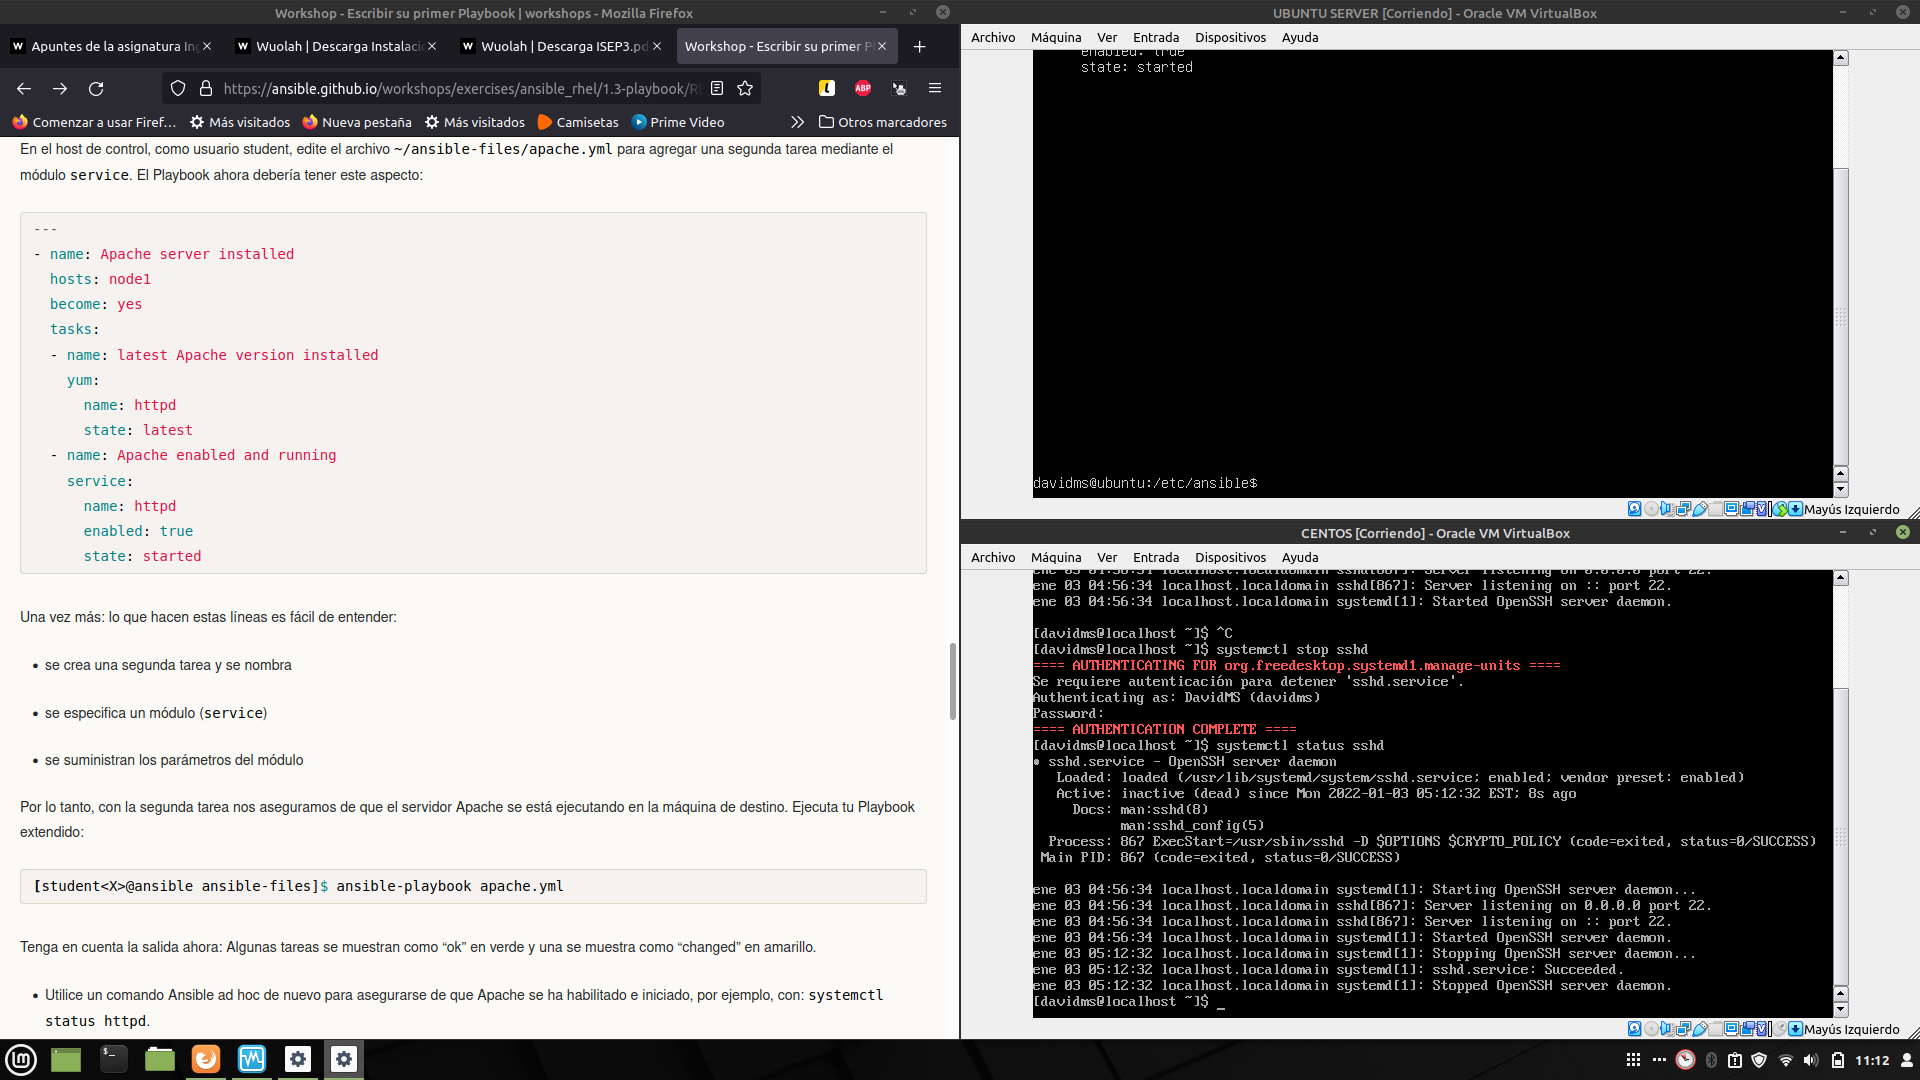 Workshop - Escribir su primer Playbook | workshops - Mozilla Firefox
Apuntes de la asignatura In
Wuolah | Descarga Instalaci
Wuolah | Descarga ISEP3.pd
Workshop - Escribir su primer P
https://ansible.github.io/workshops/exercises/ansible_rhel/1.3-playbook/R
ABP
Comenzar a usar Firef…
Más visitados
Nueva pestaña
Más visitados
Camisetas
Prime Video
Otros marcadores
En el host de control, como usuario student, edite el archivo ~/ansible-files/apache.yml para agregar una segunda tarea mediante el
módulo service. El Playbook ahora debería tener este aspecto:
---
- name: Apache server installed
  hosts: node1
  become: yes
  tasks:
  - name: latest Apache version installed
    yum:
      name: httpd
      state: latest
  - name: Apache enabled and running
    service:
      name: httpd
      enabled: true
      state: started
Una vez más: lo que hacen estas líneas es fácil de entender:
• se crea una segunda tarea y se nombra
• se especifica un módulo (service)
• se suministran los parámetros del módulo
Por lo tanto, con la segunda tarea nos aseguramos de que el servidor Apache se está ejecutando en la máquina de destino. Ejecuta tu Playbook
extendido:
[student<X>@ansible ansible-files]$ ansible-playbook apache.yml
Tenga en cuenta la salida ahora: Algunas tareas se muestran como “ok” en verde y una se muestra como “changed” en amarillo.
• Utilice un comando Ansible ad hoc de nuevo para asegurarse de que Apache se ha habilitado e iniciado, por ejemplo, con: systemctl
status httpd.
UBUNTU SERVER [Corriendo] - Oracle VM VirtualBox
Archivo Máquina Ver Entrada Dispositivos Ayuda
enabled: true
state: started
davidms@ubuntu:/etc/ansible$
Mayús Izquierdo
CENTOS [Corriendo] - Oracle VM VirtualBox
Archivo Máquina Ver Entrada Dispositivos Ayuda
ene 03 04:56:34 localhost.localdomain sshd[867]: Server listening on 0.0.0.0 port 22.
ene 03 04:56:34 localhost.localdomain sshd[867]: Server listening on :: port 22.
ene 03 04:56:34 localhost.localdomain systemd[1]: Started OpenSSH server daemon.
[davidms@localhost ~]$ ^C
[davidms@localhost ~]$ systemctl stop sshd
==== AUTHENTICATING FOR org.freedesktop.systemd1.manage-units ====
Se requiere autenticación para detener 'sshd.service'.
Authenticating as: DavidMS (davidms)
Password:
==== AUTHENTICATION COMPLETE ====
[davidms@localhost ~]$ systemctl status sshd
● sshd.service - OpenSSH server daemon
   Loaded: loaded (/usr/lib/systemd/system/sshd.service; enabled; vendor preset: enabled)
   Active: inactive (dead) since Mon 2022-01-03 05:12:32 EST; 8s ago
     Docs: man:sshd(8)
           man:sshd_config(5)
  Process: 867 ExecStart=/usr/sbin/sshd -D $OPTIONS $CRYPTO_POLICY (code=exited, status=0/SUCCESS)
 Main PID: 867 (code=exited, status=0/SUCCESS)
ene 03 04:56:34 localhost.localdomain systemd[1]: Starting OpenSSH server daemon...
ene 03 04:56:34 localhost.localdomain sshd[867]: Server listening on 0.0.0.0 port 22.
ene 03 04:56:34 localhost.localdomain sshd[867]: Server listening on :: port 22.
ene 03 04:56:34 localhost.localdomain systemd[1]: Started OpenSSH server daemon.
ene 03 05:12:32 localhost.localdomain systemd[1]: Stopping OpenSSH server daemon...
ene 03 05:12:32 localhost.localdomain systemd[1]: sshd.service: Succeeded.
ene 03 05:12:32 localhost.localdomain systemd[1]: Stopped OpenSSH server daemon.
[davidms@localhost ~]$ _
Mayús Izquierdo
11:12